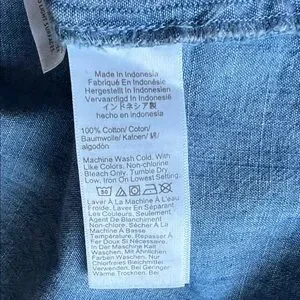 Made In Indonesia
Fabriqué En Indonésie
Hergestellt In Indonesien
Vervaardigd In Indonesië
インドネシア製
hecho en indonesia
100% Cotton/ Coton/
Baumwolle/ Katoen/ 綿/
algodón
Machine Wash Cold. With
Like Colors. Non-chlorine
Bleach Only. Tumble Dry
Low, Iron On Lowest Setting.
Laver À La Machine À L'eau
Froide. Laver En Séparant
Les Couleurs. Seulement
Agent De Blanchiment
Non-chlore. Sécher À La
Machine À Basse
Température. Repasser À
Fer Doux Si Nécessaire.
In Der Maschine Kalt
Waschen. Mit Ähnlichen
Farben Waschen. Nur
Chlorfreies Bleichmittel
Verwenden. Bei Geringer
Wärme Trocknen. Bei